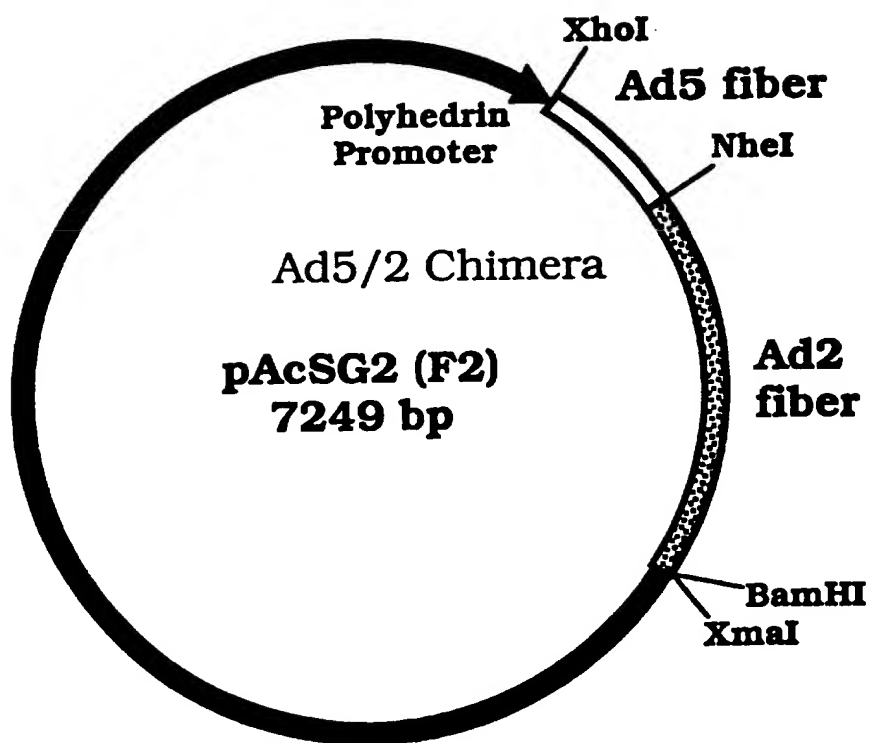 XhoI
Ad5 fiber
Polyhedrin
Promoter
NheI
Ad5/2 Chimera
pAcSG2 (F2)
7249 bp
Ad2
fiber
BamHI
XmaI